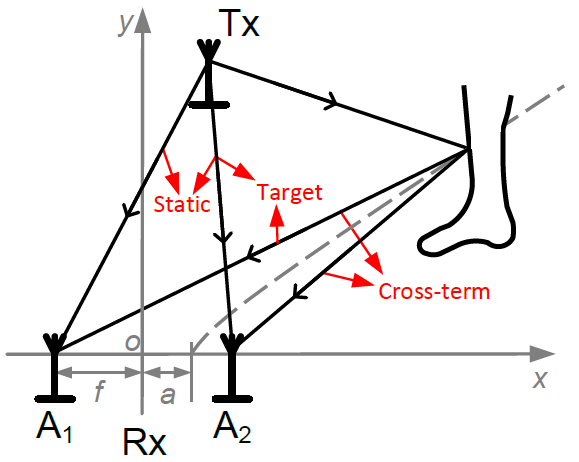 y
Tx
Static
Target
Cross-term
o
x
f
a
A1
Rx
A2